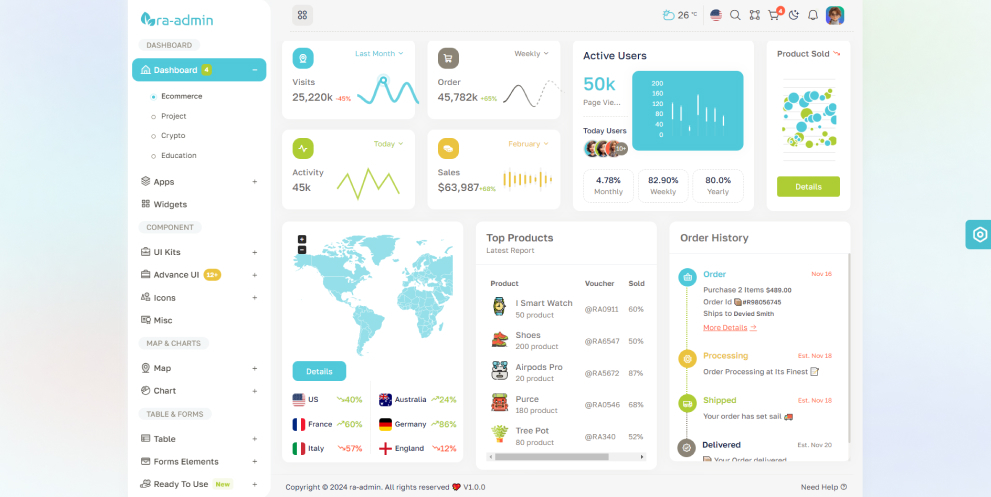 ra-admin
26 °C
4
DASHBOARD
Dashboard 4
Ecommerce
Project
Crypto
Education
Apps
Widgets
COMPONENT
UI Kits
Advance UI 12+
Icons
Misc
MAP & CHARTS
Map
Chart
TABLE & FORMS
Table
Forms Elements
Ready To Use New
Last Month
Visits
25,220k -45%
Weekly
Order
45,782k +65%
Today
Activity
45k
February
Sales
$63,987 +68%
Active Users
50k
Page Vie...
Today Users
10+
200
160
120
80
40
0
4.78%
Monthly
82.90%
Weekly
80.0%
Yearly
Product Sold
Details
+
−
Details
US 40%
Australia 24%
France 60%
Germany 86%
Italy 57%
England 12%
Top Products
Latest Report
Product Voucher Sold
I Smart Watch
50 product
@RA0911 60%
Shoes
200 product
@RA6547 50%
Airpods Pro
20 product
@RA5672 87%
Purce
180 product
@RA0546 68%
Tree Pot
80 product
@RA340 52%
Order History
Order Nov 16
Purchase 2 Items $489.00
Order Id #R98056745
Ships to Devied Smith
More Details
Processing Est. Nov 18
Order Processing at Its Finest
Shipped Est. Nov 18
Your order has set sail
Delivered Est. Nov 20
Your Order delivered
Copyright © 2024 ra-admin. All rights reserved 💖 V1.0.0
Need Help